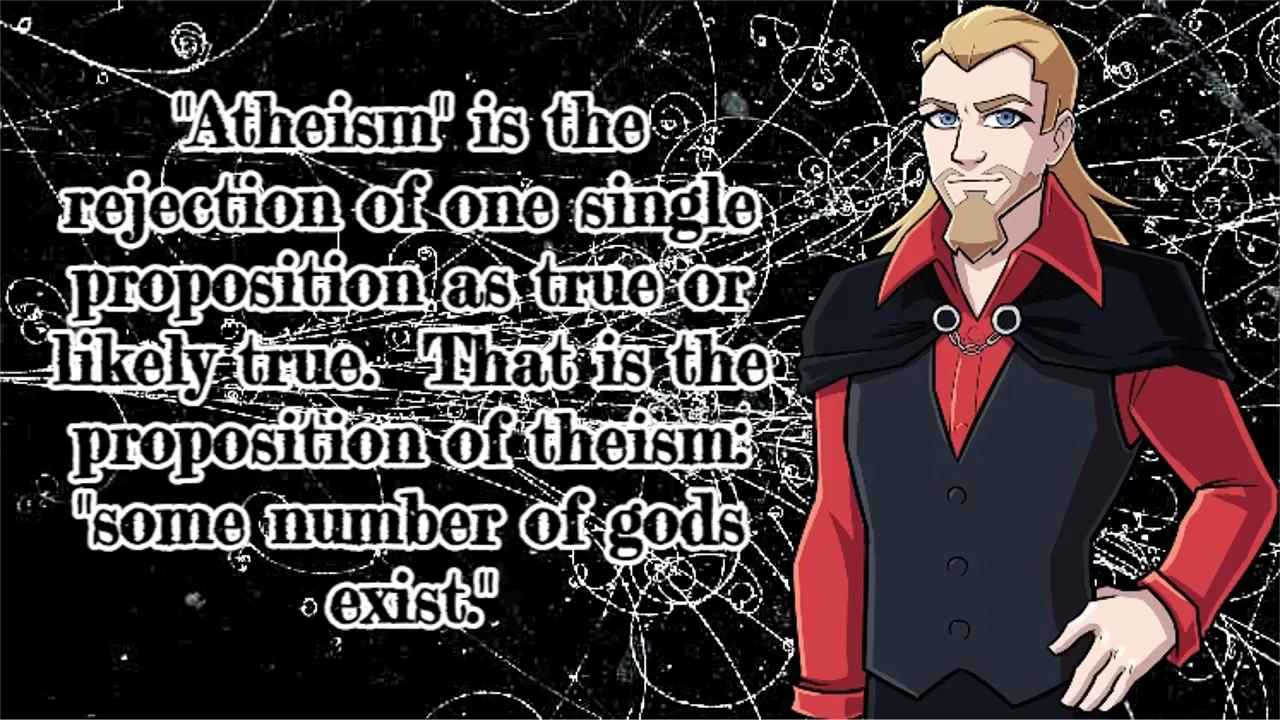 "Atheism" is the
rejection of one single
proposition as true or
likely true.  That is the
proposition of theism:
"some number of gods
exist."